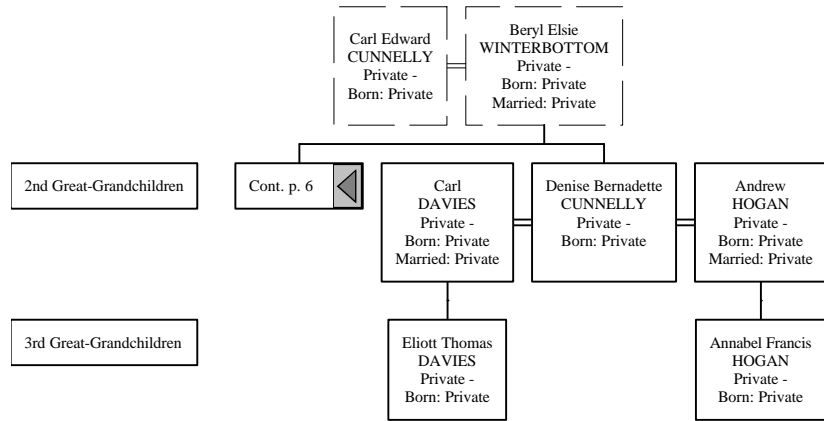 Carl Edward
CUNNELLY
Private -
Born: Private
Beryl Elsie
WINTERBOTTOM
Private -
Born: Private
Married: Private
2nd Great-Grandchildren
Cont. p. 6
Carl
DAVIES
Private -
Born: Private
Married: Private
Denise Bernadette
CUNNELLY
Private -
Born: Private
Andrew
HOGAN
Private -
Born: Private
Married: Private
3rd Great-Grandchildren
Eliott Thomas
DAVIES
Private -
Born: Private
Annabel Francis
HOGAN
Private -
Born: Private